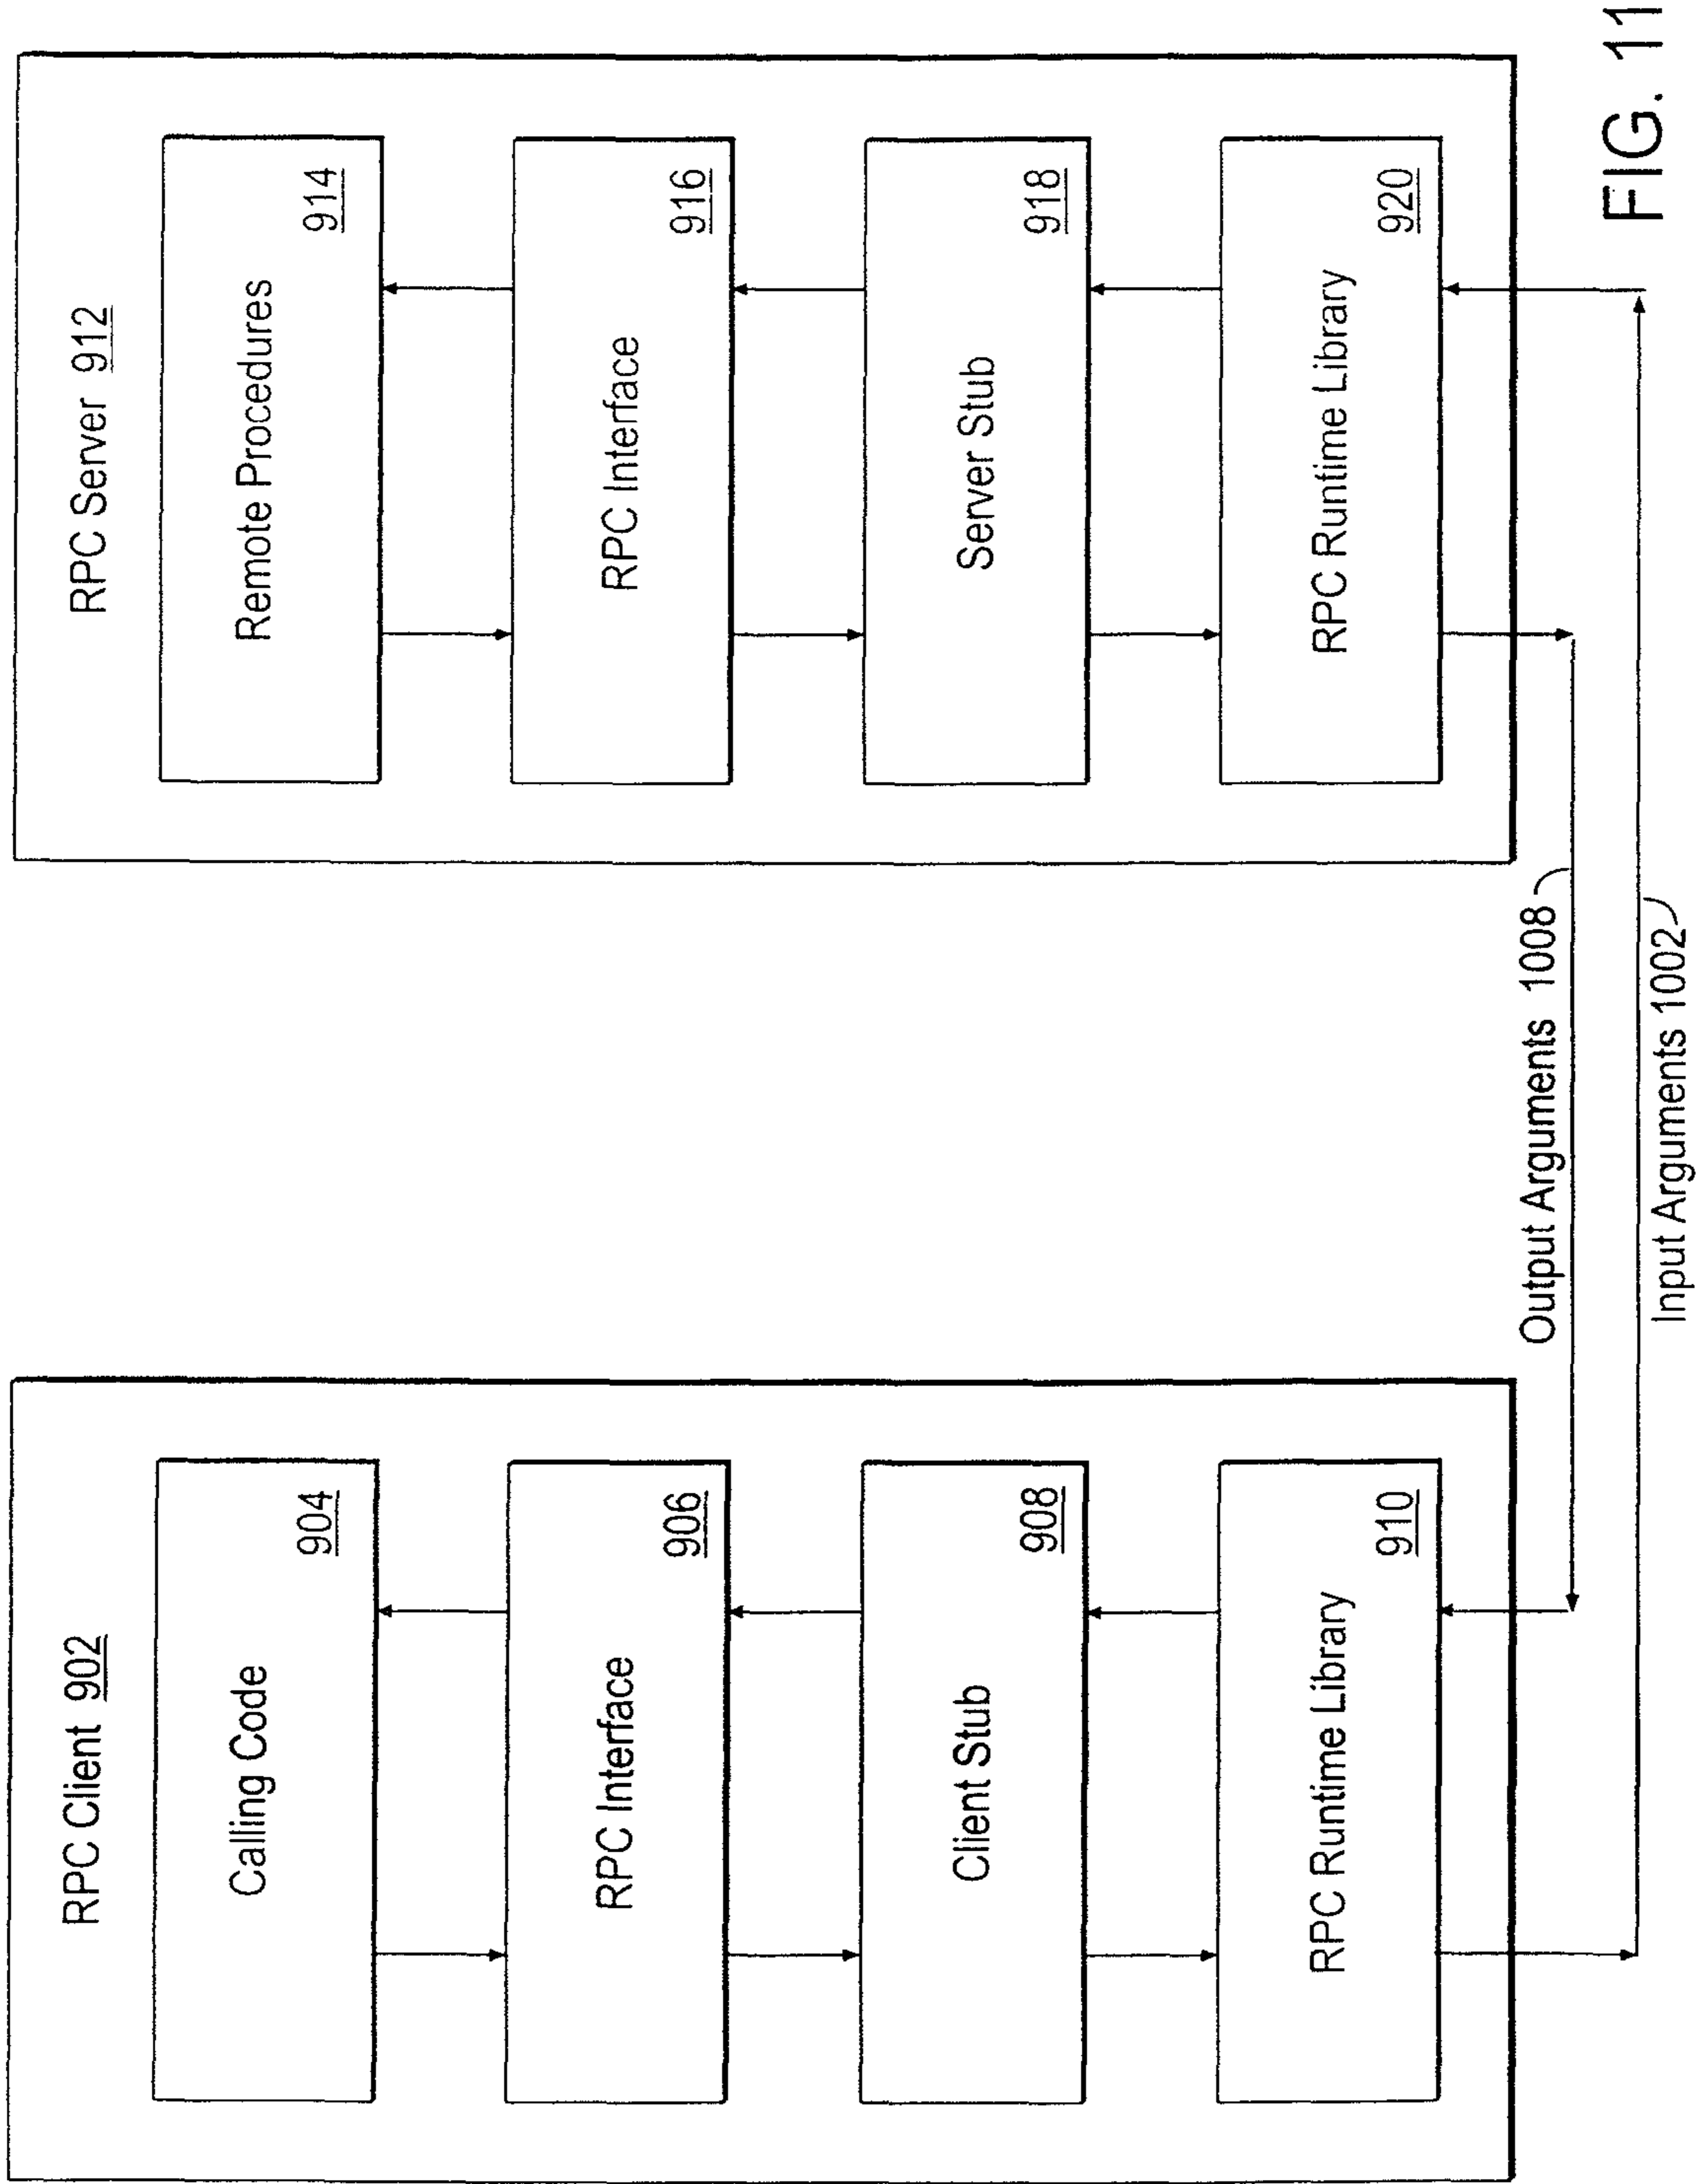 RPC Client 902
Calling Code
904
RPC Interface
906
Client Stub
908
RPC Runtime Library
910
RPC Server 912
Remote Procedures
914
RPC Interface
916
Server Stub
918
RPC Runtime Library
920
Output Arguments 1008
Input Arguments 1002
FIG. 11